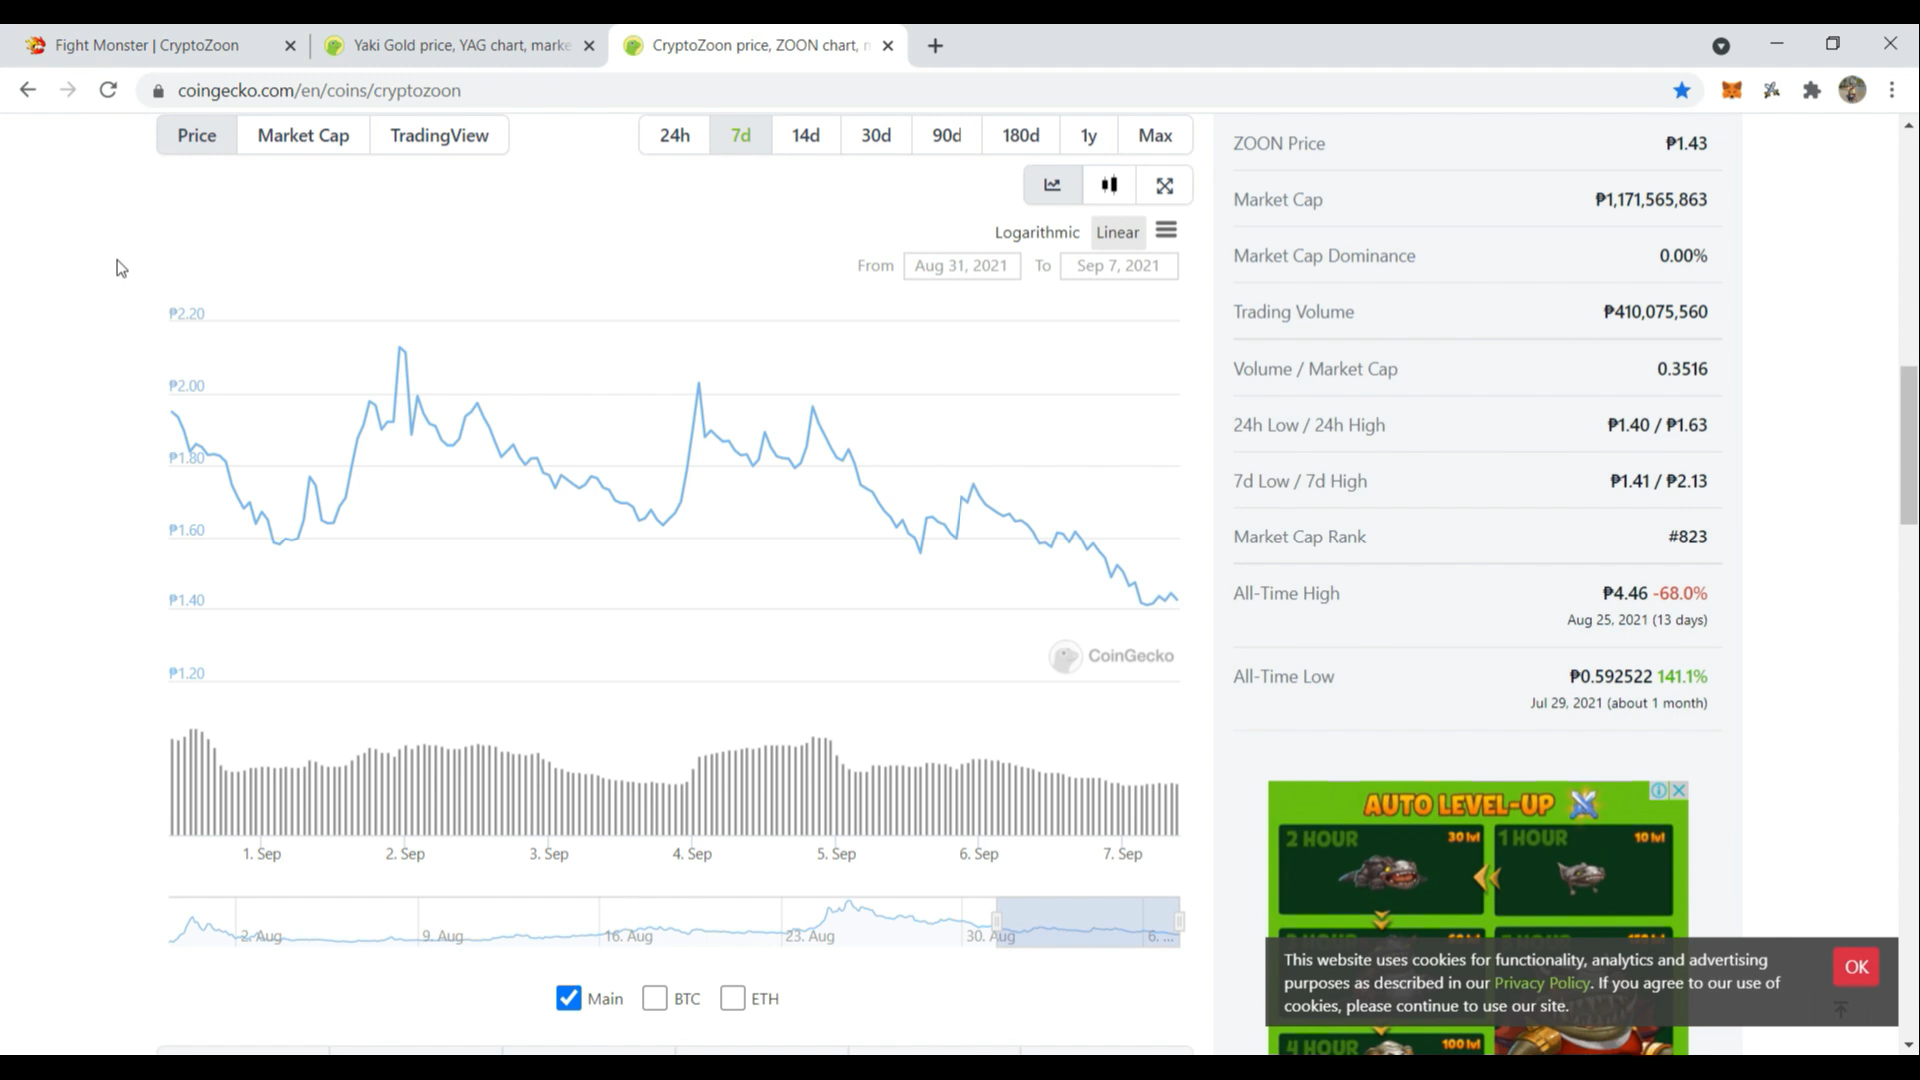 Fight Monster | CryptoZoon
Yaki Gold price, YAG chart, marke
CryptoZoon price, ZOON chart, m
coingecko.com/en/coins/cryptozoon
Price Market Cap TradingView
24h 7d 14d 30d 90d 180d 1y Max
Logarithmic Linear
From Aug 31, 2021 To Sep 7, 2021
₱2.20
₱2.00
₱1.80
₱1.60
₱1.40
₱1.20
CoinGecko
1. Sep 2. Sep 3. Sep 4. Sep 5. Sep 6. Sep 7. Sep
2. Aug 9. Aug 16. Aug 23. Aug 30. Aug 6. ...
Main BTC ETH
ZOON Price ₱1.43
Market Cap ₱1,171,565,863
Market Cap Dominance 0.00%
Trading Volume ₱410,075,560
Volume / Market Cap 0.3516
24h Low / 24h High ₱1.40 / ₱1.63
7d Low / 7d High ₱1.41 / ₱2.13
Market Cap Rank #823
All-Time High ₱4.46 -68.0%
Aug 25, 2021 (13 days)
All-Time Low ₱0.592522 141.1%
Jul 29, 2021 (about 1 month)
AUTO LEVEL-UP
2 HOUR 30 lvl 1 HOUR 10 lvl
This website uses cookies for functionality, analytics and advertising
purposes as described in our Privacy Policy. If you agree to our use of
cookies, please continue to use our site.
OK
4 HOUR 100 lvl